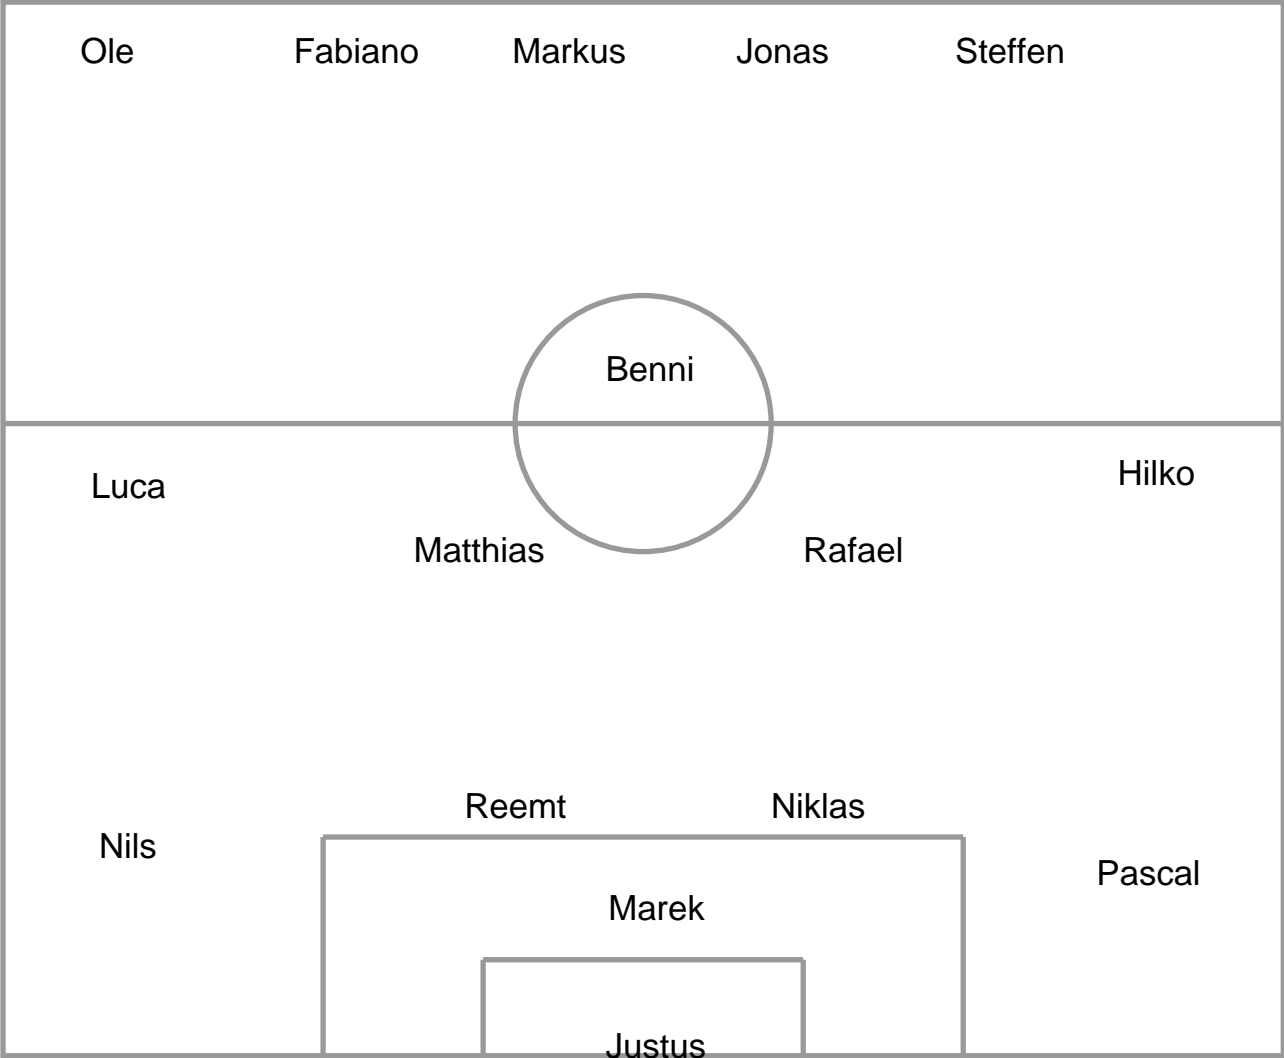 Ole Fabiano Markus Jonas Steffen
Benni
Luca Hilko
Matthias Rafael
Reemt Niklas
Nils Pascal
Marek
Justus